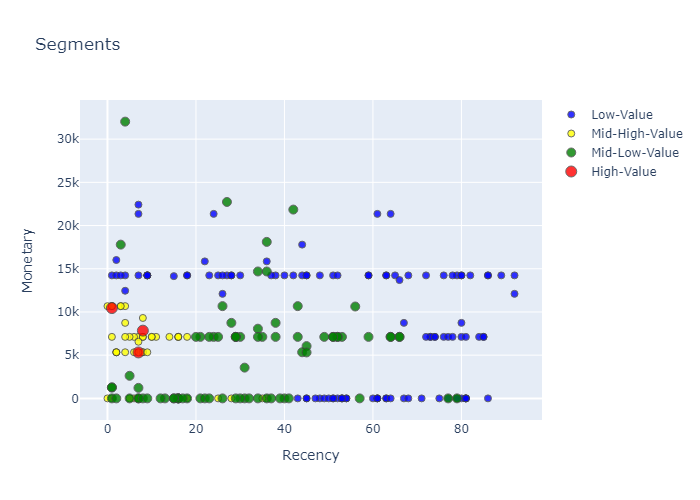 Segments
Low-Value
Mid-High-Value
Mid-Low-Value
High-Value
Monetary
30k
25k
20k
15k
10k
5k
0
0 20 40 60 80
Recency